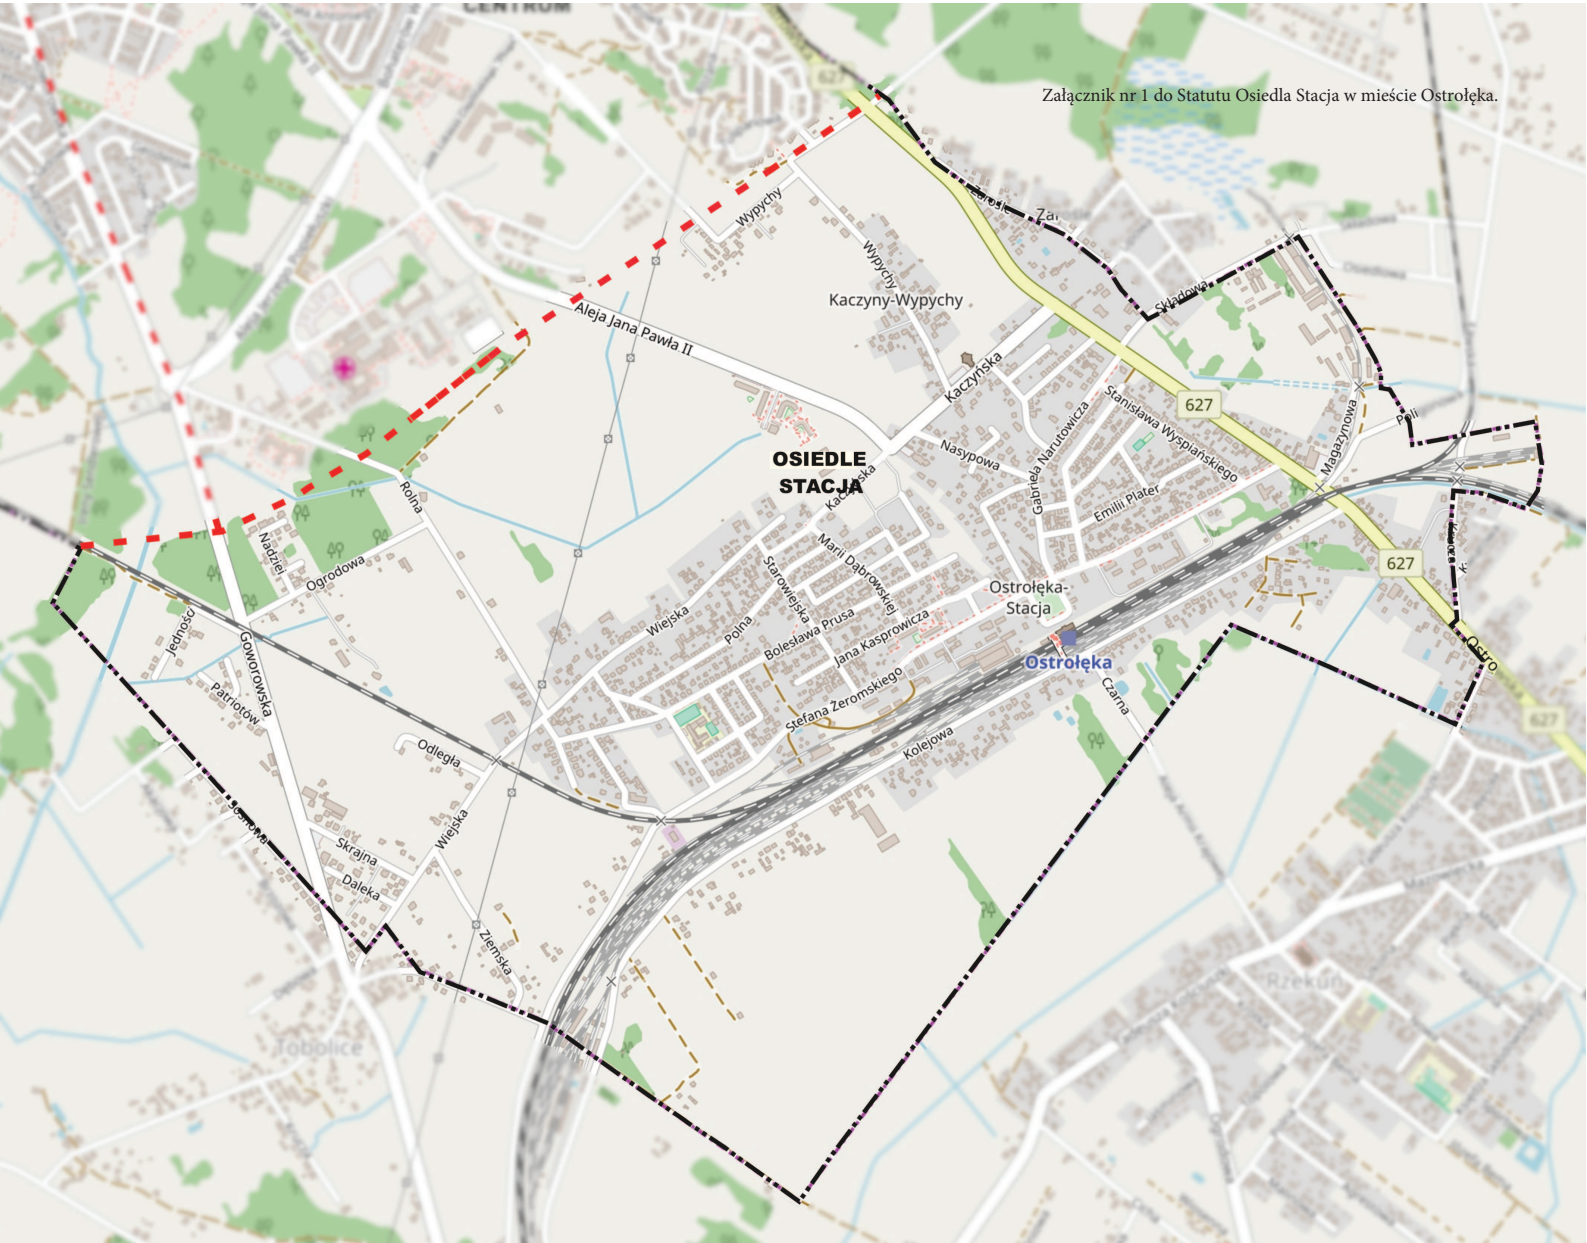 CENTRUM
627
Załącznik nr 1 do Statutu Osiedla Stacja w mieście Ostrołęka.
Wypychy
Wypychy
Składowa
Kaczyny-Wypychy
Aleja Jana Pawła II
Kaczyńska
627
Stanisława Wyspiańskiego
Magazynowa
Nasypowa
Gabriela Narutowicza
OSIEDLE
STACJA
Kaczyńska
Emilii Plater
Rolna
Nadziei
Ogrodowa
Marii Dąbrowskiej
Starowiejska
627
Ostrołęka-
Stacja
Wiejska
Polna
Bolesława Prusa
Jana Kasprowicza
Jedności
Goworowska
Ostrołęka
Patriotów
Stefana Żeromskiego
Czarna
Kolejowa
Odległa
627
Wiejska
Skrajna
Daleka
Sosnowa
Ziemska
Rzekuń
Tobolice